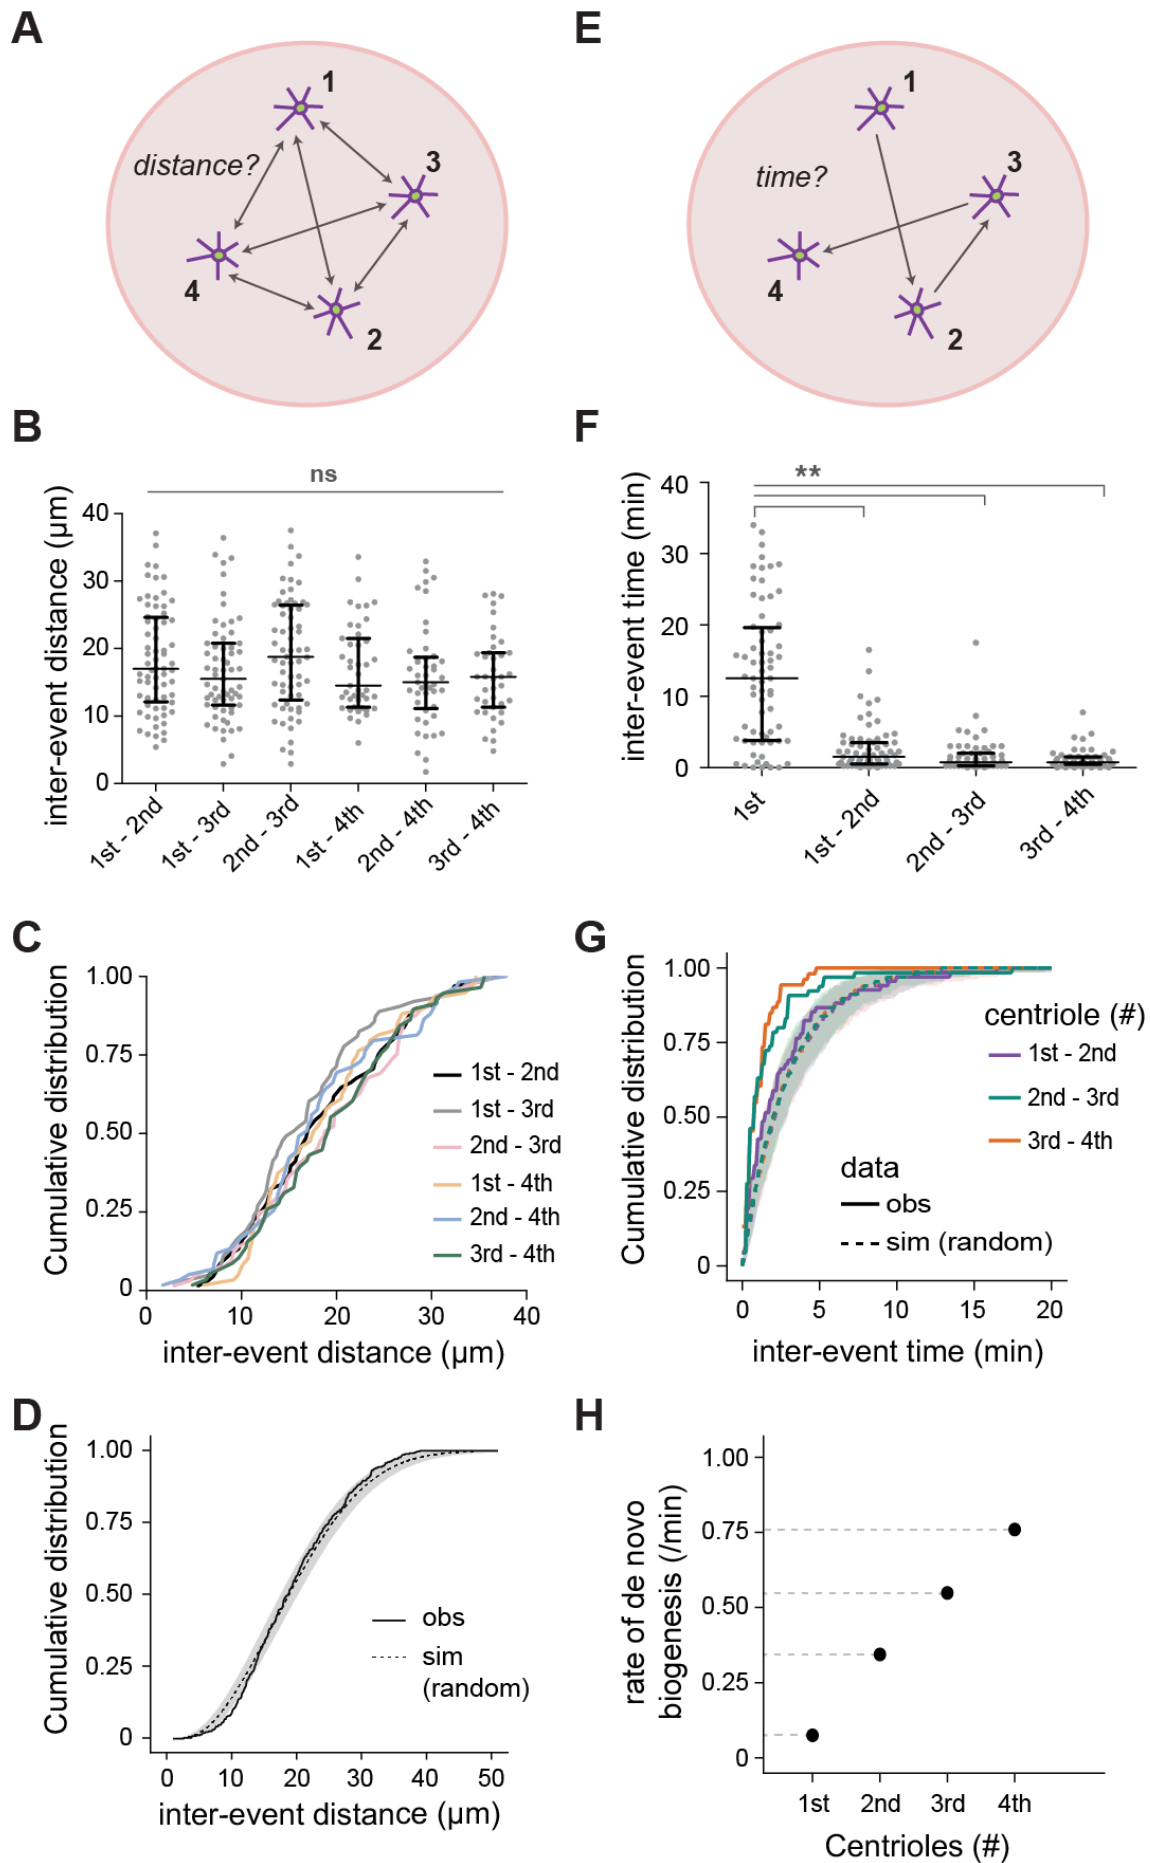 A
1
distance?
3
4
2
E
1
time?
3
4
2
B
ns
inter-event distance (µm)
40
30
20
10
0
1st - 2nd
1st - 3rd
2nd - 3rd
1st - 4th
2nd - 4th
3rd - 4th
F
**
inter-event time (min)
40
30
20
10
0
1st
1st - 2nd
2nd - 3rd
3rd - 4th
C
Cumulative distribution
1.00
0.75
0.50
0.25
0
1st - 2nd
1st - 3rd
2nd - 3rd
1st - 4th
2nd - 4th
3rd - 4th
0 10 20 30 40
inter-event distance (µm)
G
Cumulative distribution
1.00
0.75
0.50
0.25
0
centriole (#)
1st - 2nd
2nd - 3rd
3rd - 4th
data
obs
sim (random)
0 5 10 15 20
inter-event time (min)
D
Cumulative distribution
1.00
0.75
0.50
0.25
0
obs
sim
(random)
0 10 20 30 40 50
inter-event distance (µm)
H
rate of de novo
biogenesis (/min)
1.00
0.75
0.50
0.25
0
1st 2nd 3rd 4th
Centrioles (#)